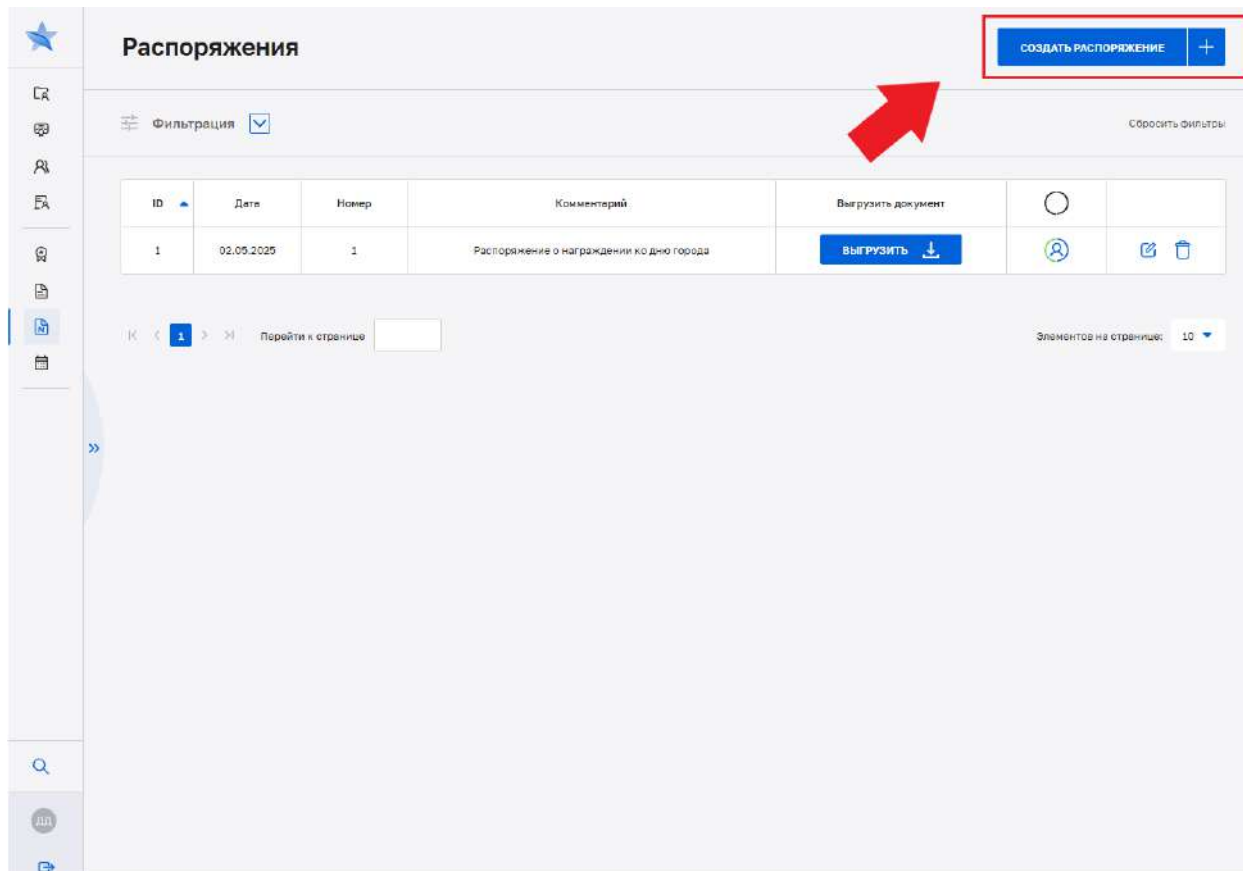 Распоряжения
СОЗДАТЬ РАСПОРЯЖЕНИЕ
Фильтрация
Сбросить фильтры
ID Дата Номер Комментарий Выгрузить документ
1 02.05.2025 1 Распоряжение о награждении ко дню города ВЫГРУЗИТЬ
1 Перейти к странице Элементов на странице: 10